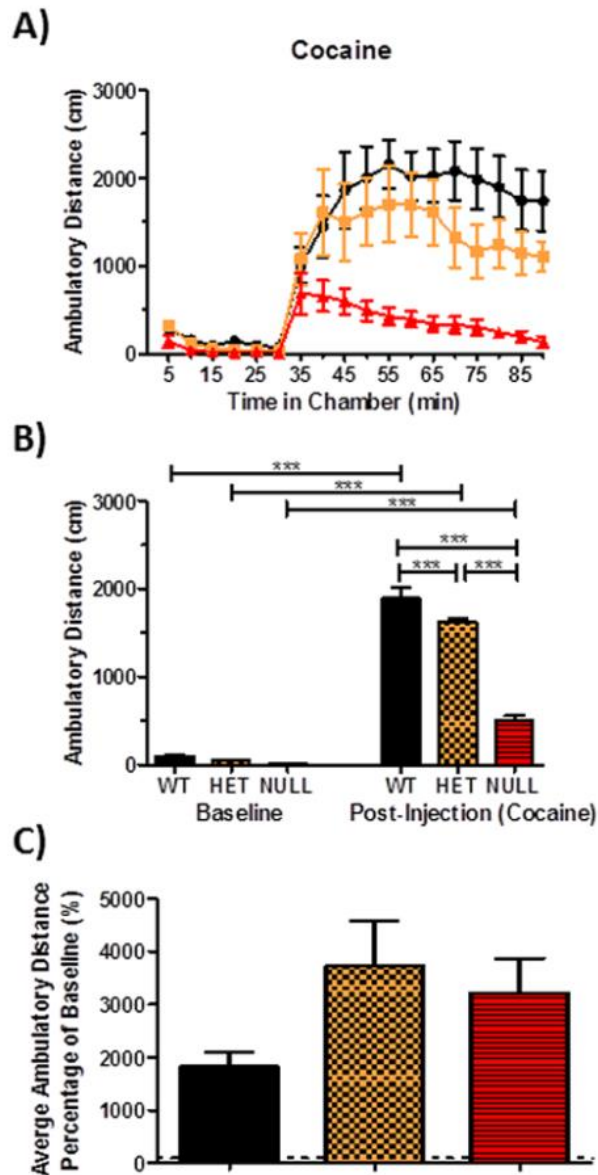 A)
Cocaine
Ambulatory Distance (cm)
3000
2000
1000
0
5 15 25 35 45 55 65 75 85
Time in Chamber (min)
B)
*** 
***
***
***
*** ***
Ambulatory Distance (cm)
3000
2000
1000
0
WT HET NULL WT HET NULL
Baseline Post-Injection (Cocaine)
C)
Averge Ambulatory Distance
Percentage of Baseline (%)
5000
4000
3000
2000
1000
0